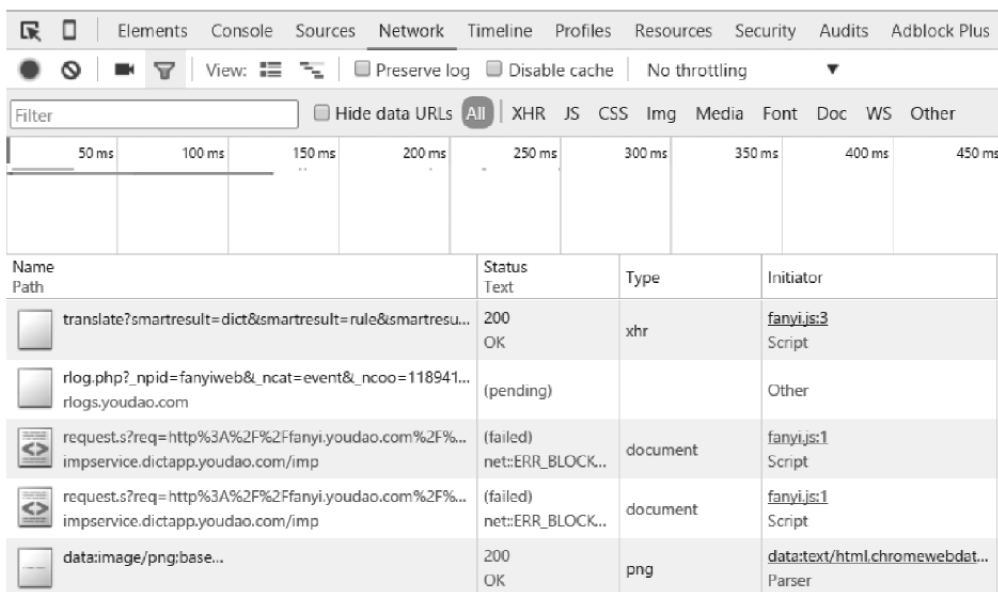 Elements Console Sources Network Timeline Profiles Resources Security Audits Adblock Plus
View: Preserve log Disable cache No throttling
Filter Hide data URLs All XHR JS CSS Img Media Font Doc WS Other
50 ms 100 ms 150 ms 200 ms 250 ms 300 ms 350 ms 400 ms 450 ms
Name Status Type Initiator
Path Text
translate?smartresult=dict&smartresult=rule&smartresu... 200 xhr fanyi.js:3
OK Script
rlog.php?_npid=fanyiweb&_ncat=event&_ncoo=118941... (pending) Other
rlogs.youdao.com
request.s?req=http%3A%2F%2Ffanyi.youdao.com%2F%... (failed) document fanyi.js:1
impservice.dictapp.youdao.com/imp net::ERR_BLOCK... Script
request.s?req=http%3A%2F%2Ffanyi.youdao.com%2F%... (failed) document fanyi.js:1
impservice.dictapp.youdao.com/imp net::ERR_BLOCK... Script
data:image/png;base... 200 png data:text/html,chromewebdat...
OK Parser